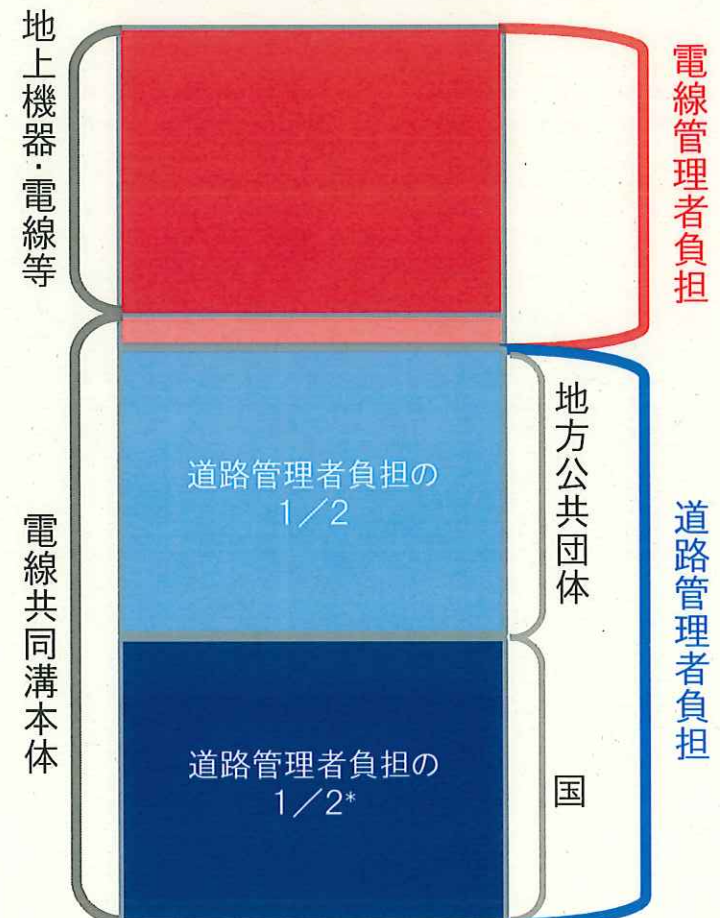 地上機器・電線等
電線管理者負担
道路管理者負担の
1／2
地方公共団体
電線共同溝本体
道路管理者負担
道路管理者負担の
1／2*
国